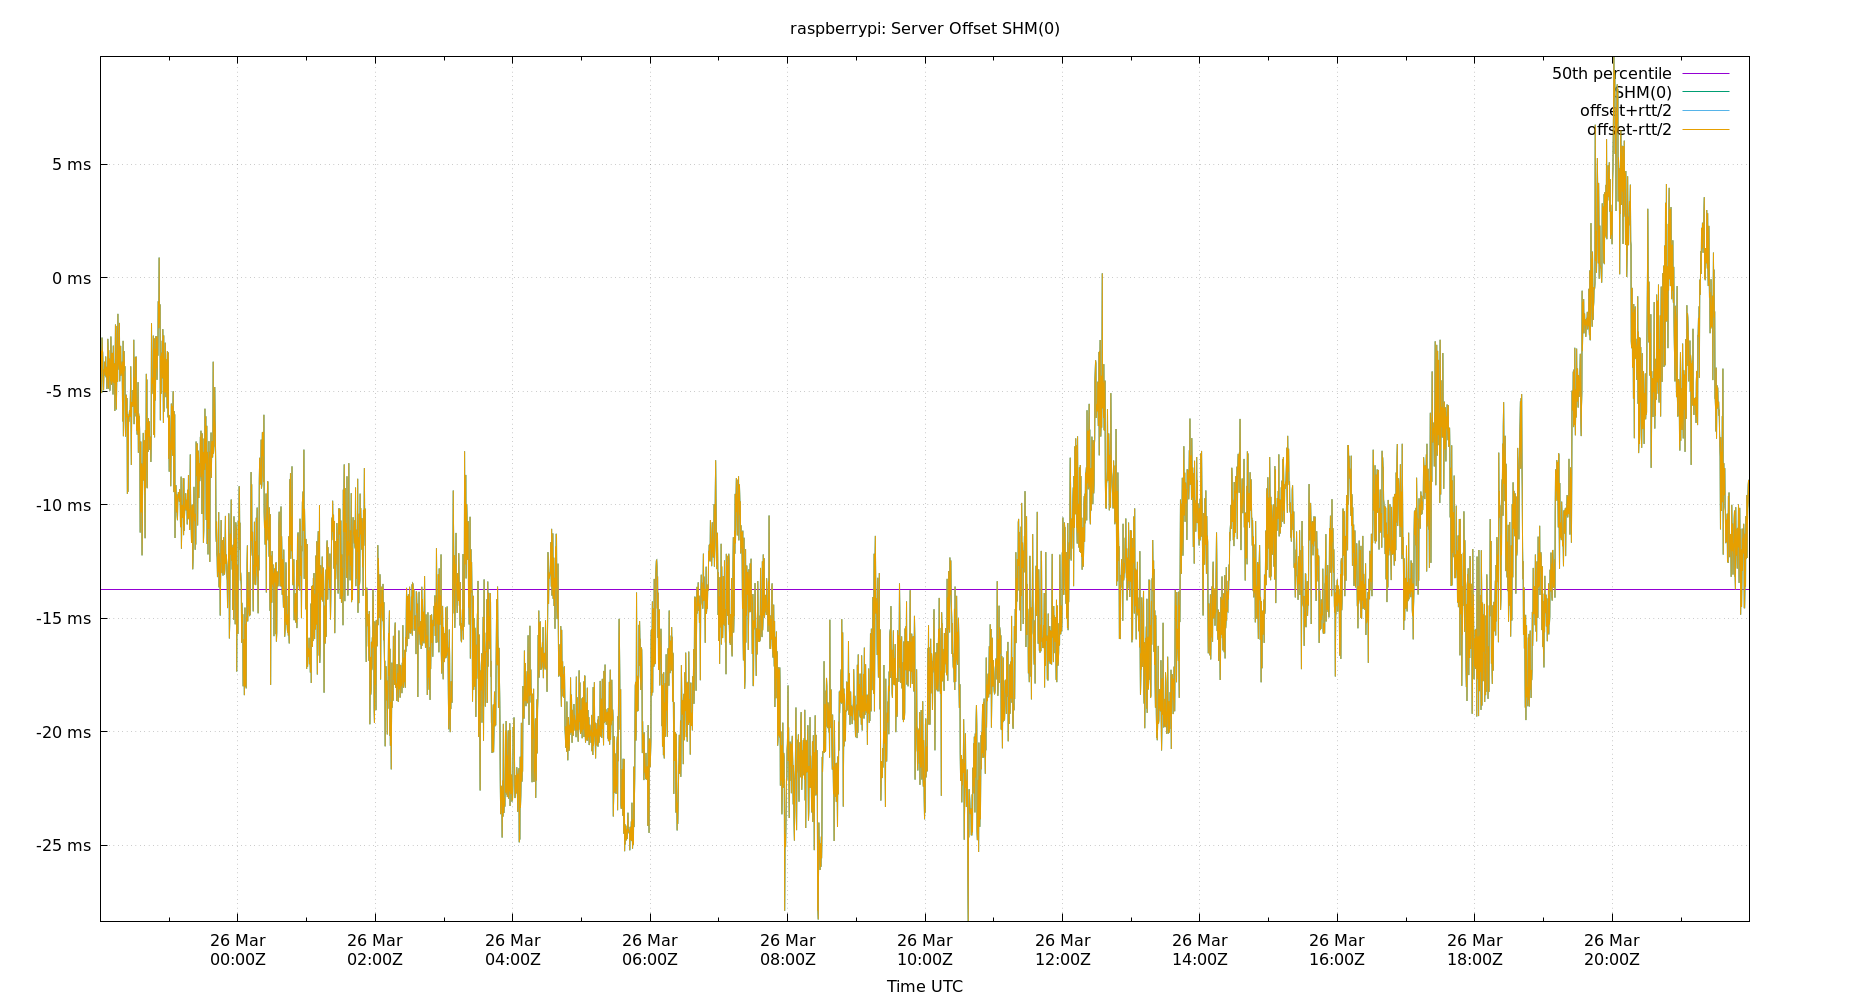 raspberrypi: Server Offset SHM(0)
50th percentile
SHM(0)
offset+rtt/2
offset-rtt/2
5 ms
0 ms
-5 ms
-10 ms
-15 ms
-20 ms
-25 ms
26 Mar 26 Mar 26 Mar 26 Mar 26 Mar 26 Mar 26 Mar 26 Mar 26 Mar 26 Mar 26 Mar
00:00Z 02:00Z 04:00Z 06:00Z 08:00Z 10:00Z 12:00Z 14:00Z 16:00Z 18:00Z 20:00Z
Time UTC